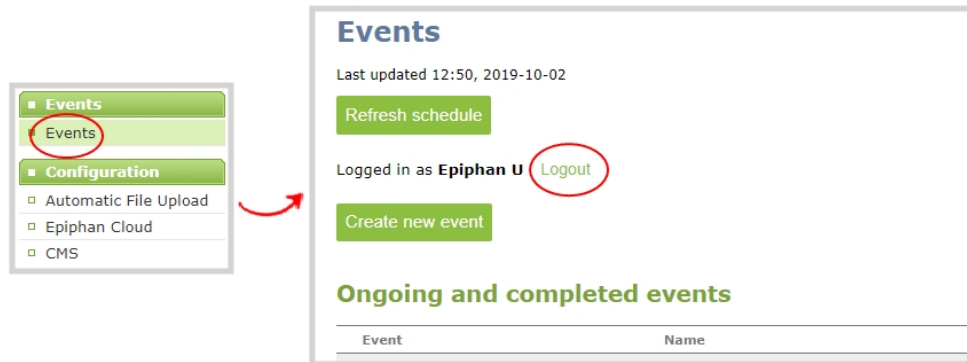 Events
Events
Configuration
Automatic File Upload
Epiphan Cloud
CMS
Events
Last updated 12:50, 2019-10-02
Refresh schedule
Logged in as Epiphan U Logout
Create new event
Ongoing and completed events
Event Name